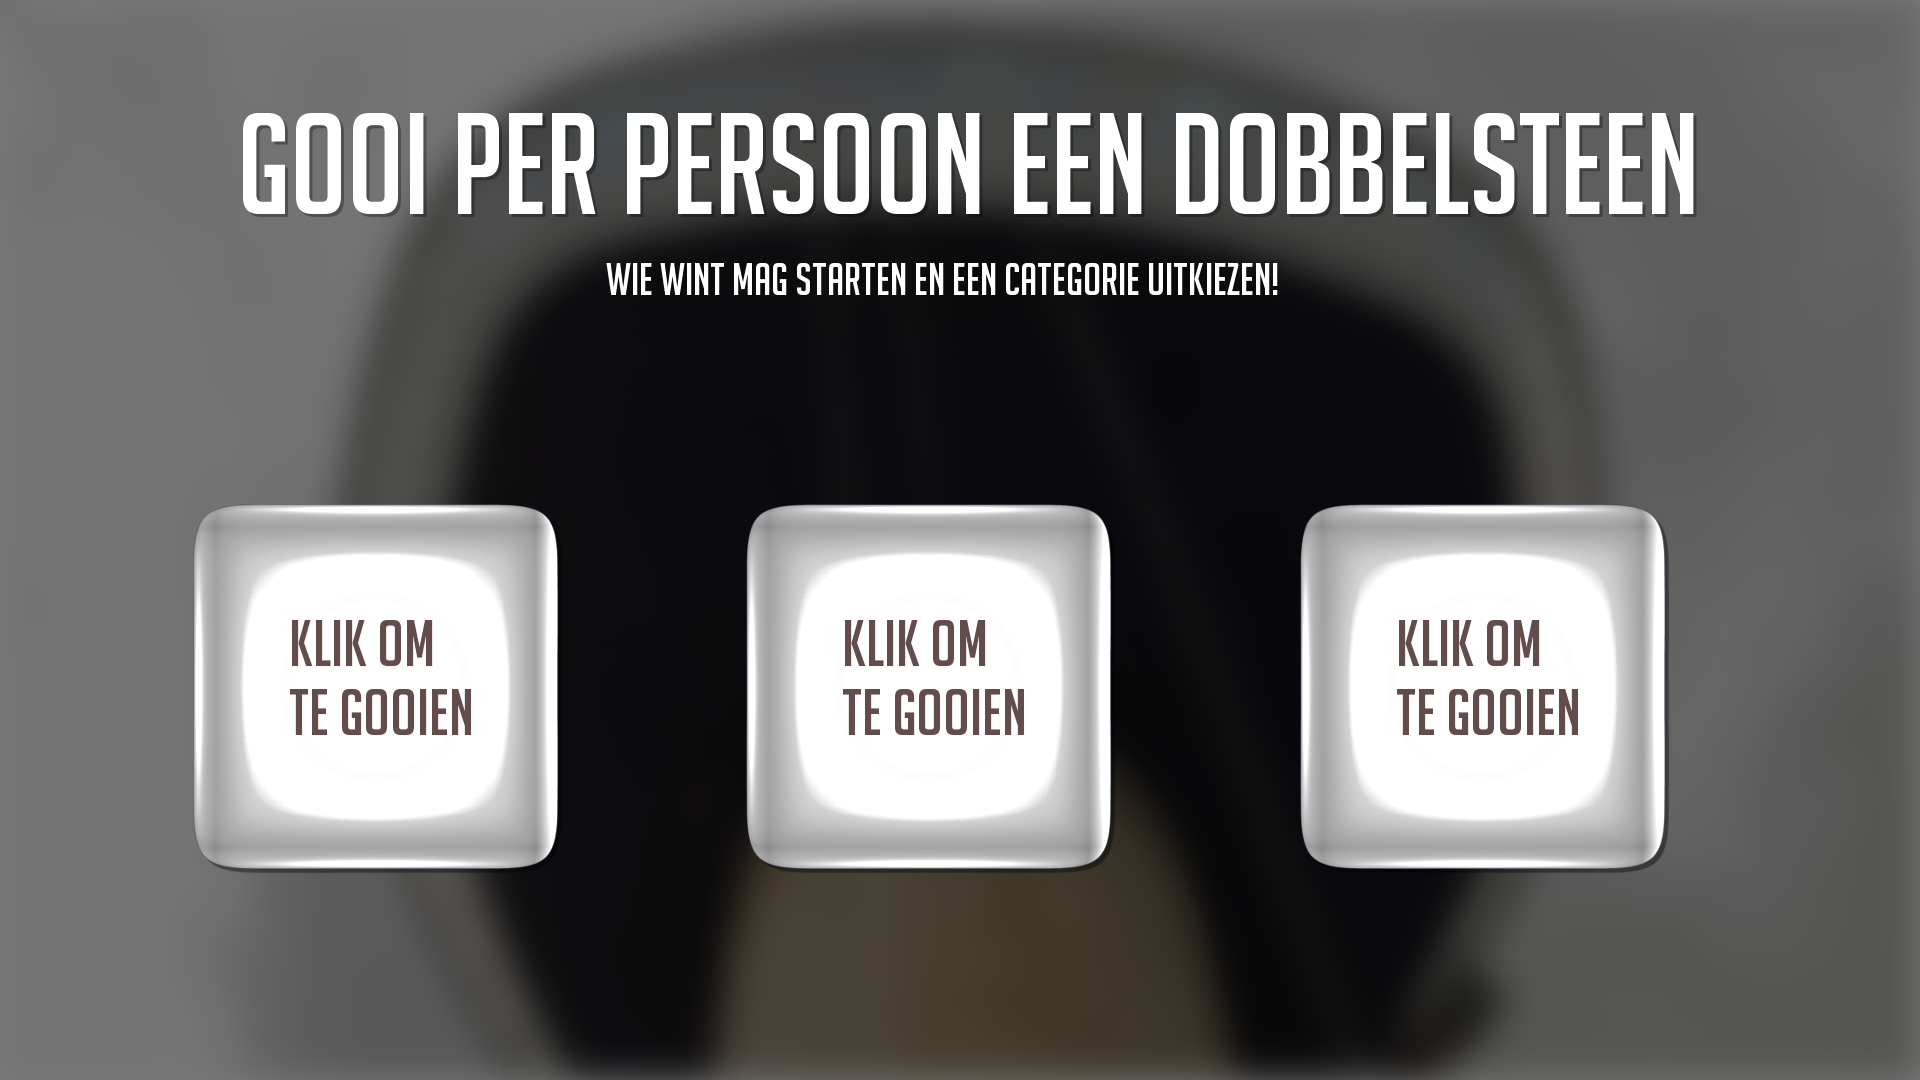 GOOI PER PERSOON EEN DOBBELSTEEN
WIE WINT MAG STARTEN EN EEN CATEGORIE UITKIEZEN!
KLIK OM
TE GOOIEN
KLIK OM
TE GOOIEN
KLIK OM
TE GOOIEN